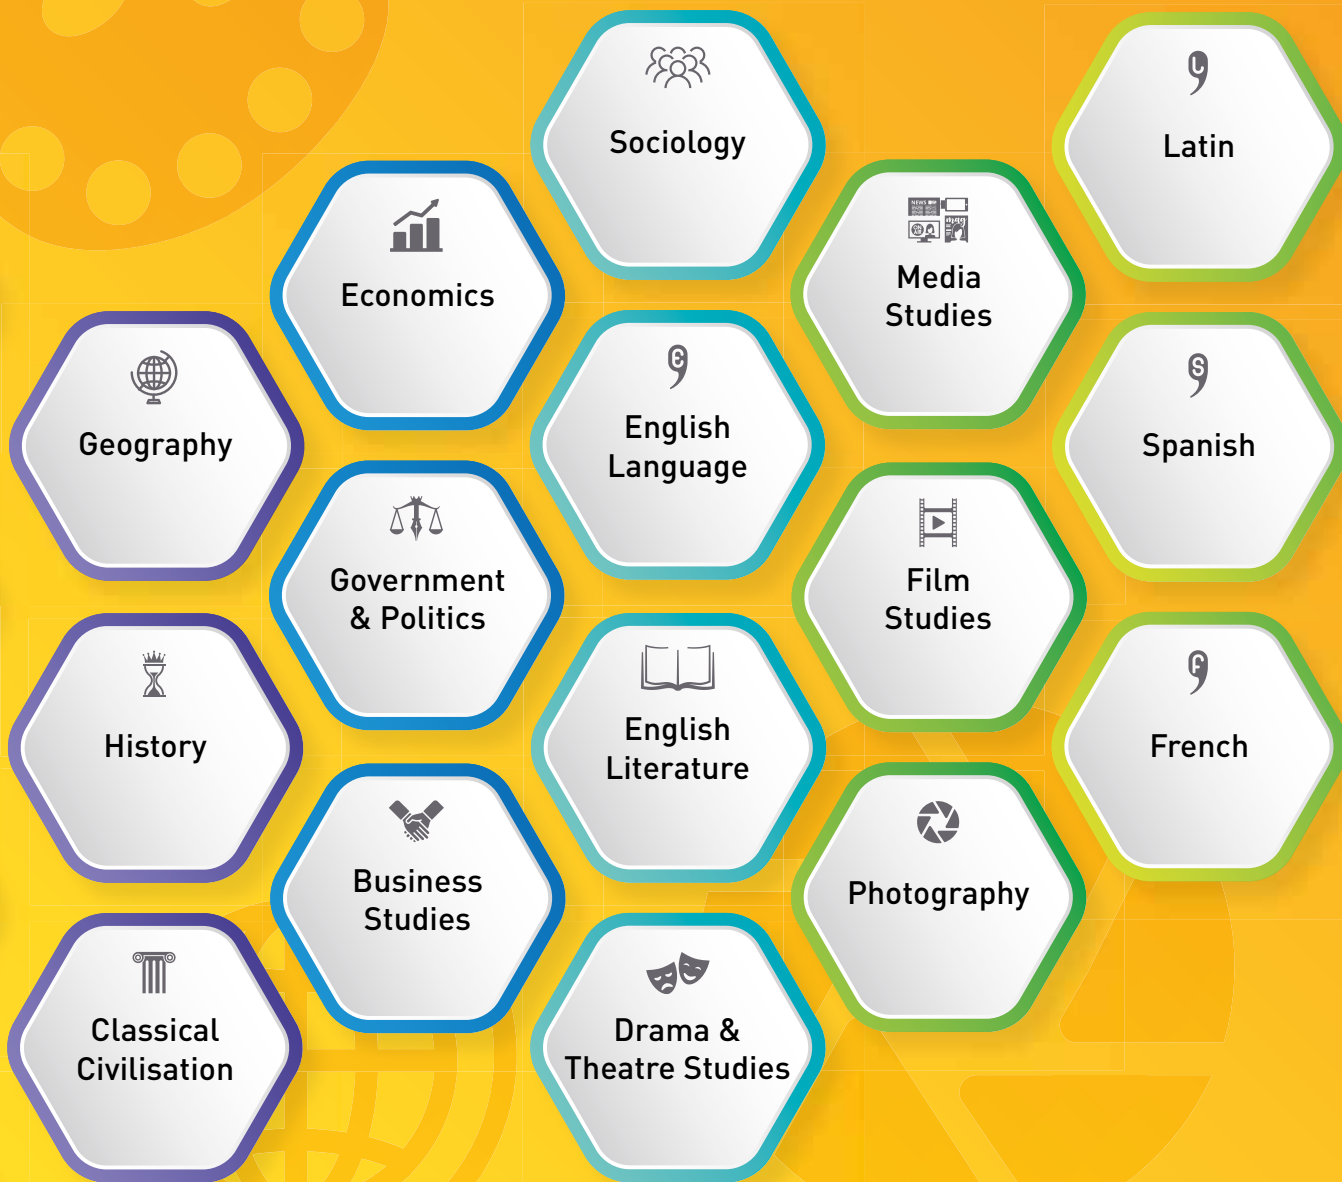 Sociology
Latin
Economics
Media
Studies
Geography
English
Language
Spanish
Government
& Politics
Film
Studies
History
English
Literature
French
Business
Studies
Photography
Classical
Civilisation
Drama &
Theatre Studies